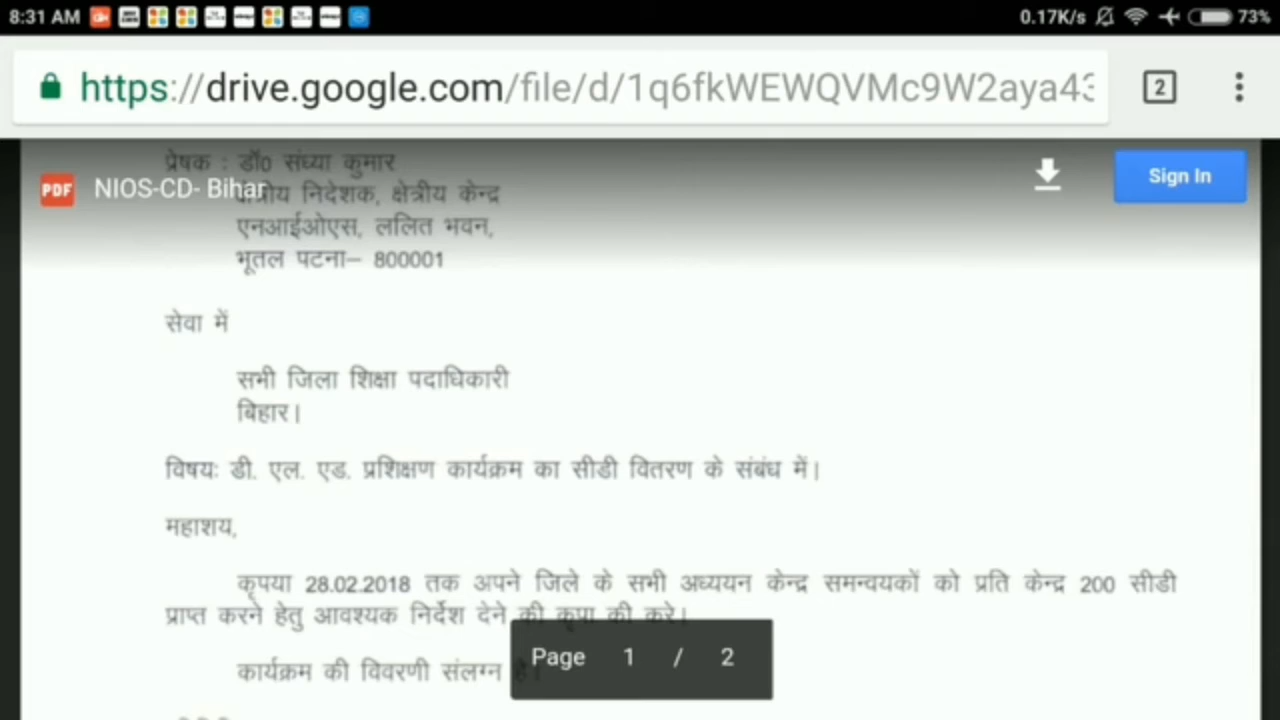 8:31 AM 0.17K/s 73%
https://drive.google.com/file/d/1q6fkWEWQVMc9W2aya43 2
प्रेषक : डॉ0 संध्या कुमार
PDF NIOS-CD- Bihar Sign In
क्षेत्रीय निदेशक, क्षेत्रीय केन्द्र
एनआईओएस, ललित भवन,
भूतल पटना– 800001
सेवा में
सभी जिला शिक्षा पदाधिकारी
बिहार।
विषयः डी. एल. एड. प्रशिक्षण कार्यक्रम का सीडी वितरण के संबंध में।
महाशय,
कृपया 28.02.2018 तक अपने जिले के सभी अध्ययन केन्द्र समन्वयकों को प्रति केन्द्र 200 सीडी
प्राप्त करने हेतु आवश्यक निर्देश देने की कृपा की करे।
Page 1 / 2
कार्यक्रम की विवरणी संलग्न है।